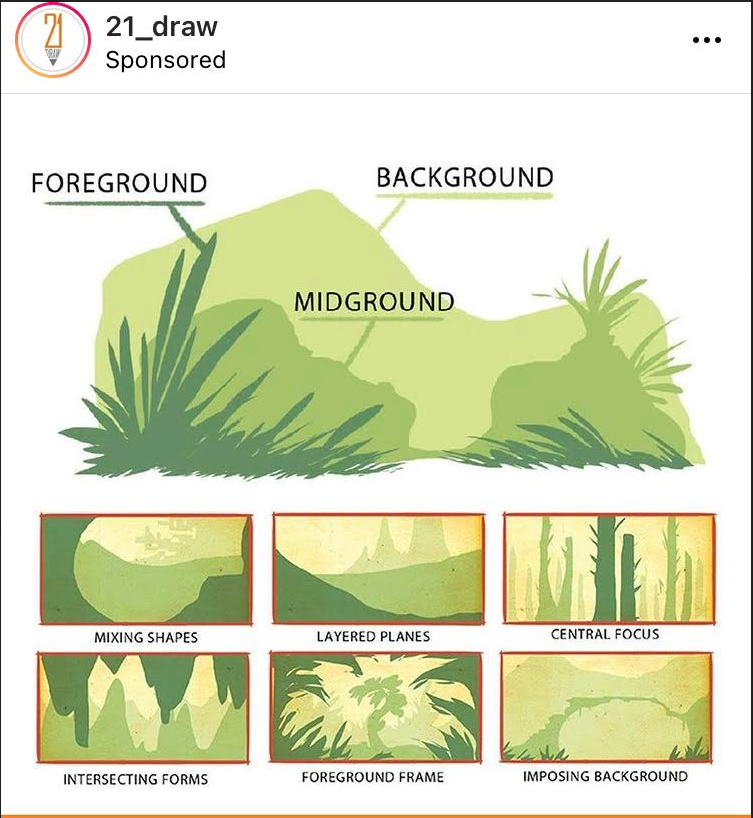 21
DRAW
21_draw
Sponsored
FOREGROUND
BACKGROUND
MIDGROUND
MIXING SHAPES
LAYERED PLANES
CENTRAL FOCUS
INTERSECTING FORMS
FOREGROUND FRAME
IMPOSING BACKGROUND